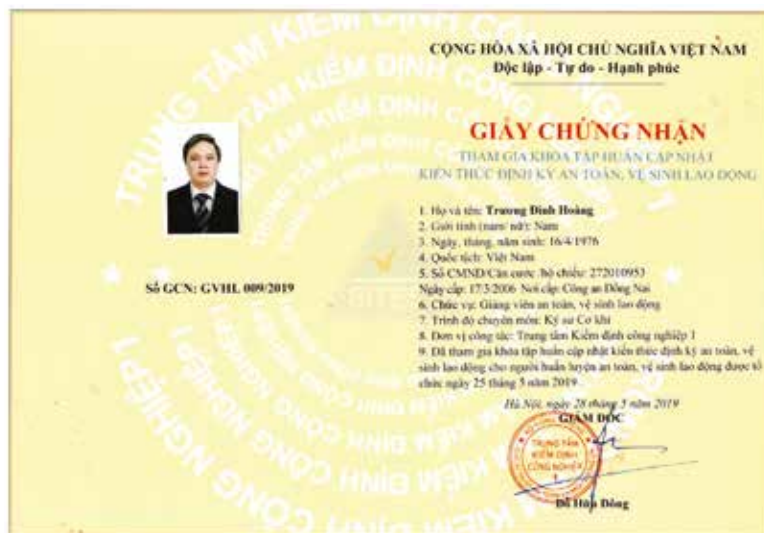 CỘNG HÒA XÃ HỘI CHỦ NGHĨA VIỆT NAM
Độc lập - Tự do - Hạnh phúc
GIẤY CHỨNG NHẬN
THAM GIA KHÓA TẬP HUẤN CẬP NHẬT
KIẾN THỨC ĐỊNH KỲ AN TOÀN, VỆ SINH LAO ĐỘNG
1. Họ và tên: Trương Đình Hoàng
2. Giới tính (nam/ nữ): Nam
3. Ngày, tháng, năm sinh: 16/4/1976
4. Quốc tịch: Việt Nam
5. Số CMND/Căn cước /hộ chiếu: 272010953
Ngày cấp: 17/3/2006 Nơi cấp: Công an Đồng Nai
6. Chức vụ: Giảng viên an toàn, vệ sinh lao động
7. Trình độ chuyên môn: Kỹ sư Cơ khí
8. Đơn vị công tác: Trung tâm Kiểm định công nghiệp 1
9. Đã tham gia khóa tập huấn cập nhật kiến thức định kỳ an toàn, vệ
sinh lao động cho người huấn luyện an toàn, vệ sinh lao động được tổ
chức ngày 25 tháng 5 năm 2019
Số GCN: GVHL 009/2019
Hà Nội, ngày 28 tháng 5 năm 2019
GIÁM ĐỐC
TRUNG TÂM
KIỂM ĐỊNH
CÔNG NGHIỆP
1
Đỗ Hữu Đông
TRUNG TÂM KIỂM ĐỊNH CÔNG NGHIỆP 1